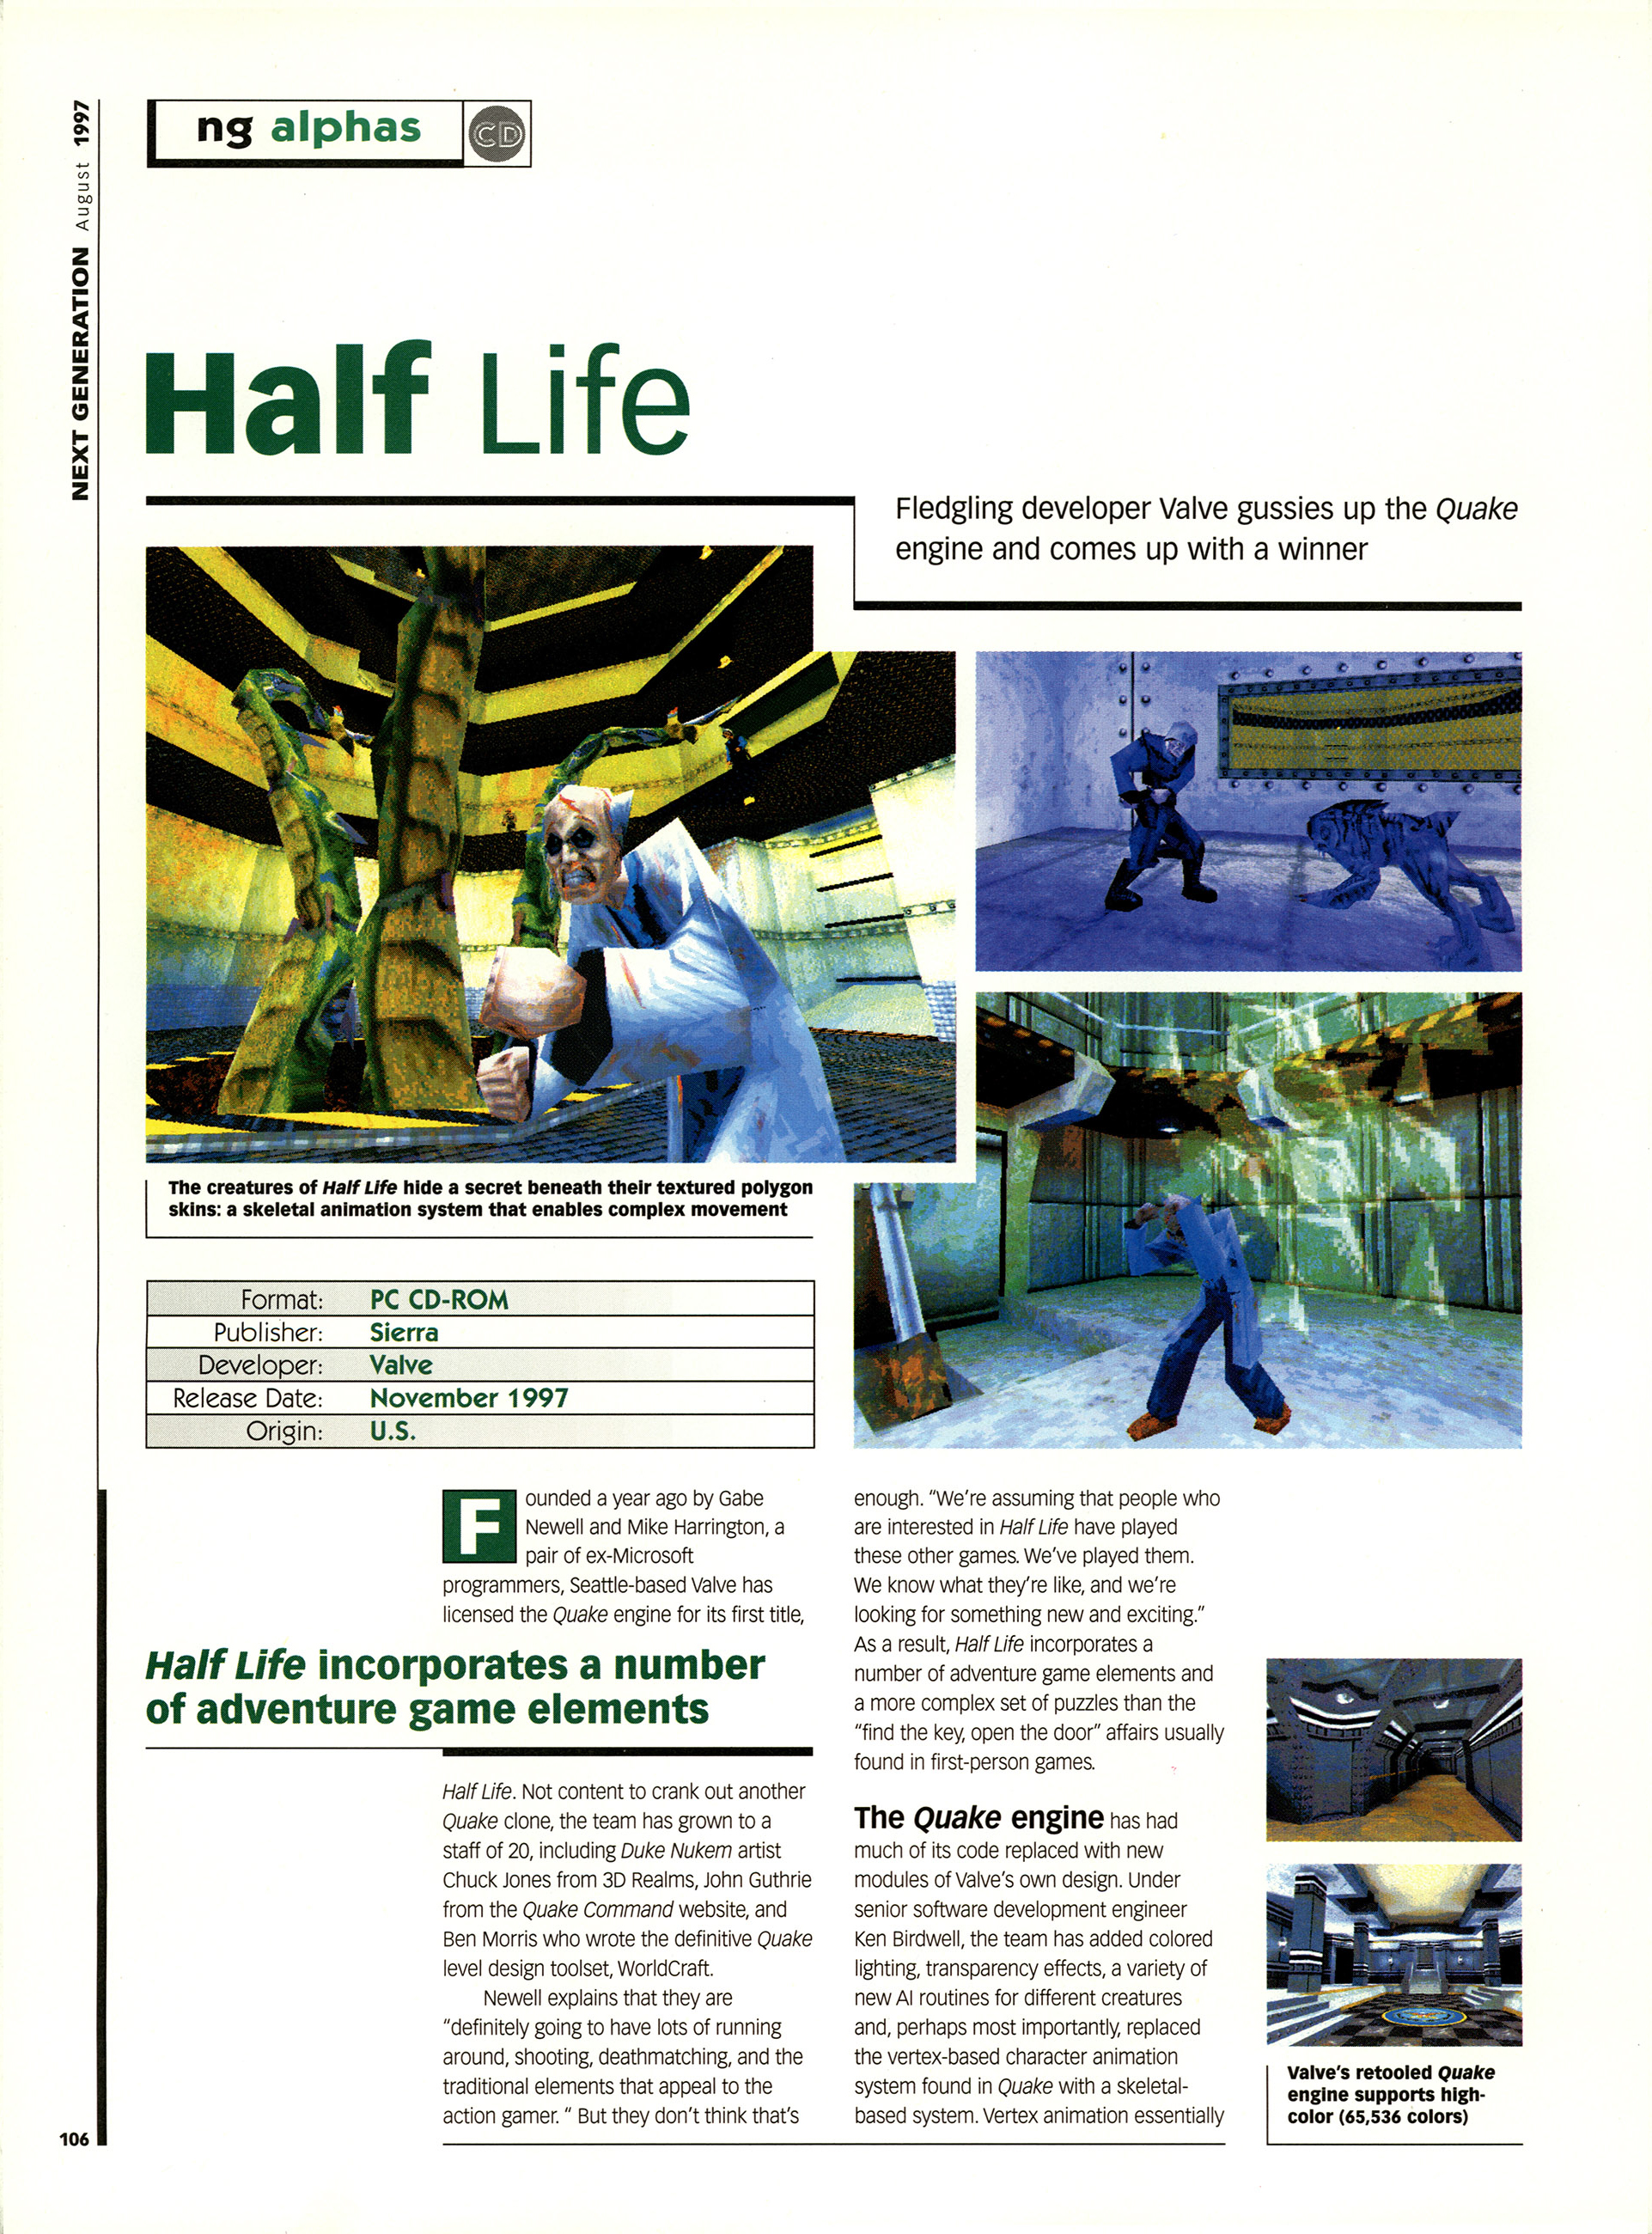 NEXT GENERATION August 1997
ng alphas
CD
Half Life
Fledgling developer Valve gussies up the Quake
engine and comes up with a winner
The creatures of Half Life hide a secret beneath their textured polygon
skins: a skeletal animation system that enables complex movement
Format: PC CD-ROM
Publisher: Sierra
Developer: Valve
Release Date: November 1997
Origin: U.S.
Founded a year ago by Gabe
Newell and Mike Harrington, a
pair of ex-Microsoft
programmers, Seattle-based Valve has
licensed the Quake engine for its first title,
Half Life incorporates a number
of adventure game elements
Half Life. Not content to crank out another
Quake clone, the team has grown to a
staff of 20, including Duke Nukem artist
Chuck Jones from 3D Realms, John Guthrie
from the Quake Command website, and
Ben Morris who wrote the definitive Quake
level design toolset, WorldCraft.
Newell explains that they are
"definitely going to have lots of running
around, shooting, deathmatching, and the
traditional elements that appeal to the
action gamer. " But they don't think that's
enough. "We're assuming that people who
are interested in Half Life have played
these other games. We've played them.
We know what they're like, and we're
looking for something new and exciting."
As a result, Half Life incorporates a
number of adventure game elements and
a more complex set of puzzles than the
"find the key, open the door" affairs usually
found in first-person games.
The Quake engine has had
much of its code replaced with new
modules of Valve's own design. Under
senior software development engineer
Ken Birdwell, the team has added colored
lighting, transparency effects, a variety of
new AI routines for different creatures
and, perhaps most importantly, replaced
the vertex-based character animation
system found in Quake with a skeletal-
based system. Vertex animation essentially
Valve's retooled Quake
engine supports high-
color (65,536 colors)
106